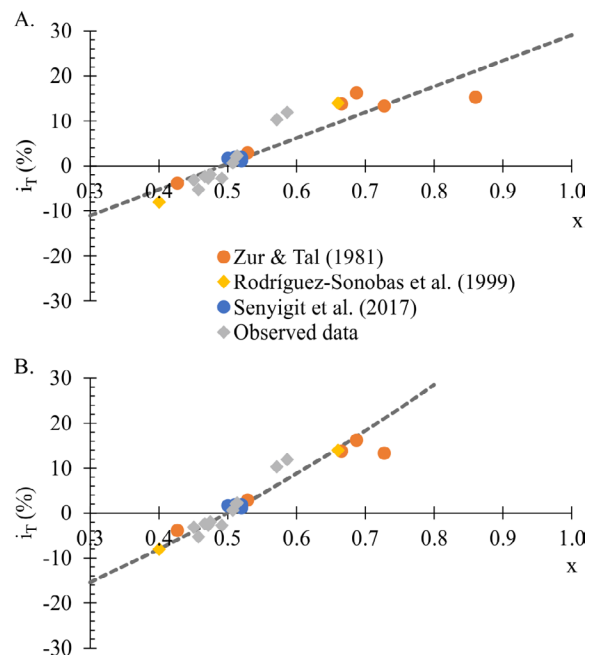 A.
30
20
10
0
-10
-20
-30
i_T (%)
0.3 0.4 0.5 0.6 0.7 0.8 0.9 1.0
x
Zur & Tal (1981)
Rodríguez-Sonobas et al. (1999)
Senyigit et al. (2017)
Observed data
B.
30
20
10
0
-10
-20
-30
i_T (%)
0.3 0.4 0.5 0.6 0.7 0.8 0.9 1.0
x